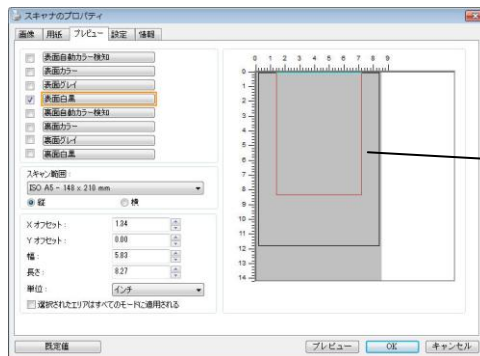 スキャナのプロパティ
画像 用紙 プレビュー 設定 情報
表面自動カラー検知
表面カラー
表面グレイ
表面白黒
裏面自動カラー検知
裏面カラー
裏面グレイ
裏面白黒
スキャン範囲:
ISO A5 - 148 x 210 mm
縦 横
X オフセット: 1.34
Y オフセット: 0.00
幅: 5.83
長さ: 8.27
単位: インチ
選択されたエリアはすべてのモードに適用される
0 1 2 3 4 5 6 7 8 9
0
1
2
3
4
5
6
7
8
9
10
11
12
13
14
既定値 プレビュー OK キャンセル